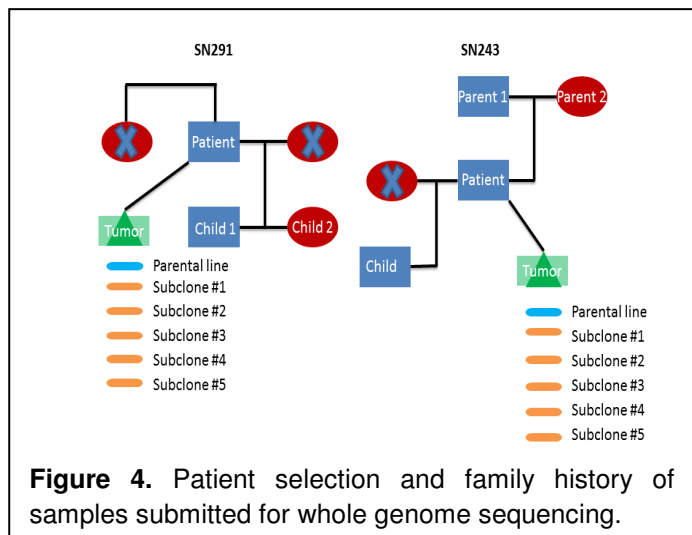 SN291
SN243
Parent 1
Parent 2
Patient
Patient
Tumor
Child 1
Child 2
Child
Tumor
Parental line
Subclone #1
Subclone #2
Subclone #3
Subclone #4
Subclone #5
Parental line
Subclone #1
Subclone #2
Subclone #3
Subclone #4
Subclone #5
Figure 4. Patient selection and family history of
samples submitted for whole genome sequencing.